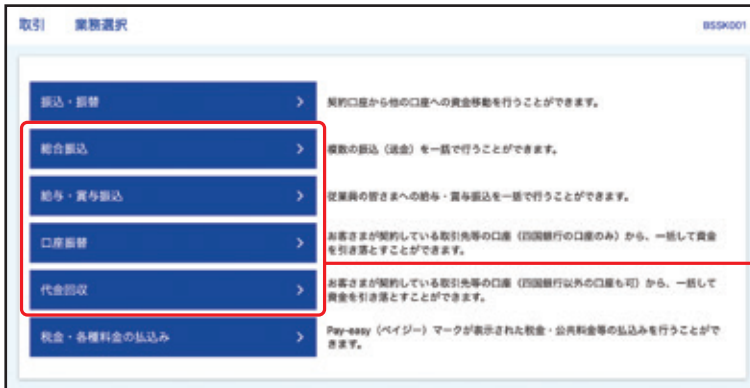 取引 業務選択 BSSK001
振込・振替 契約口座から他の口座への資金移動を行うことができます。
総合振込 複数の振込（送金）を一括で行うことができます。
給与・賞与振込 従業員の皆さまへの給与・賞与振込を一括で行うことができます。
口座振替 お客さまが契約している取引先等の口座（四国銀行の口座のみ）から、一括して資金
を引き落とすことができます。
代金回収 お客さまが契約している取引先等の口座（四国銀行以外の口座も可）から、一括して
資金を引き落とすことができます。
税金・各種料金の払込み Pay-easy（ペイジー）マークが表示された税金・公共料金等の払込みを行うことがで
きます。